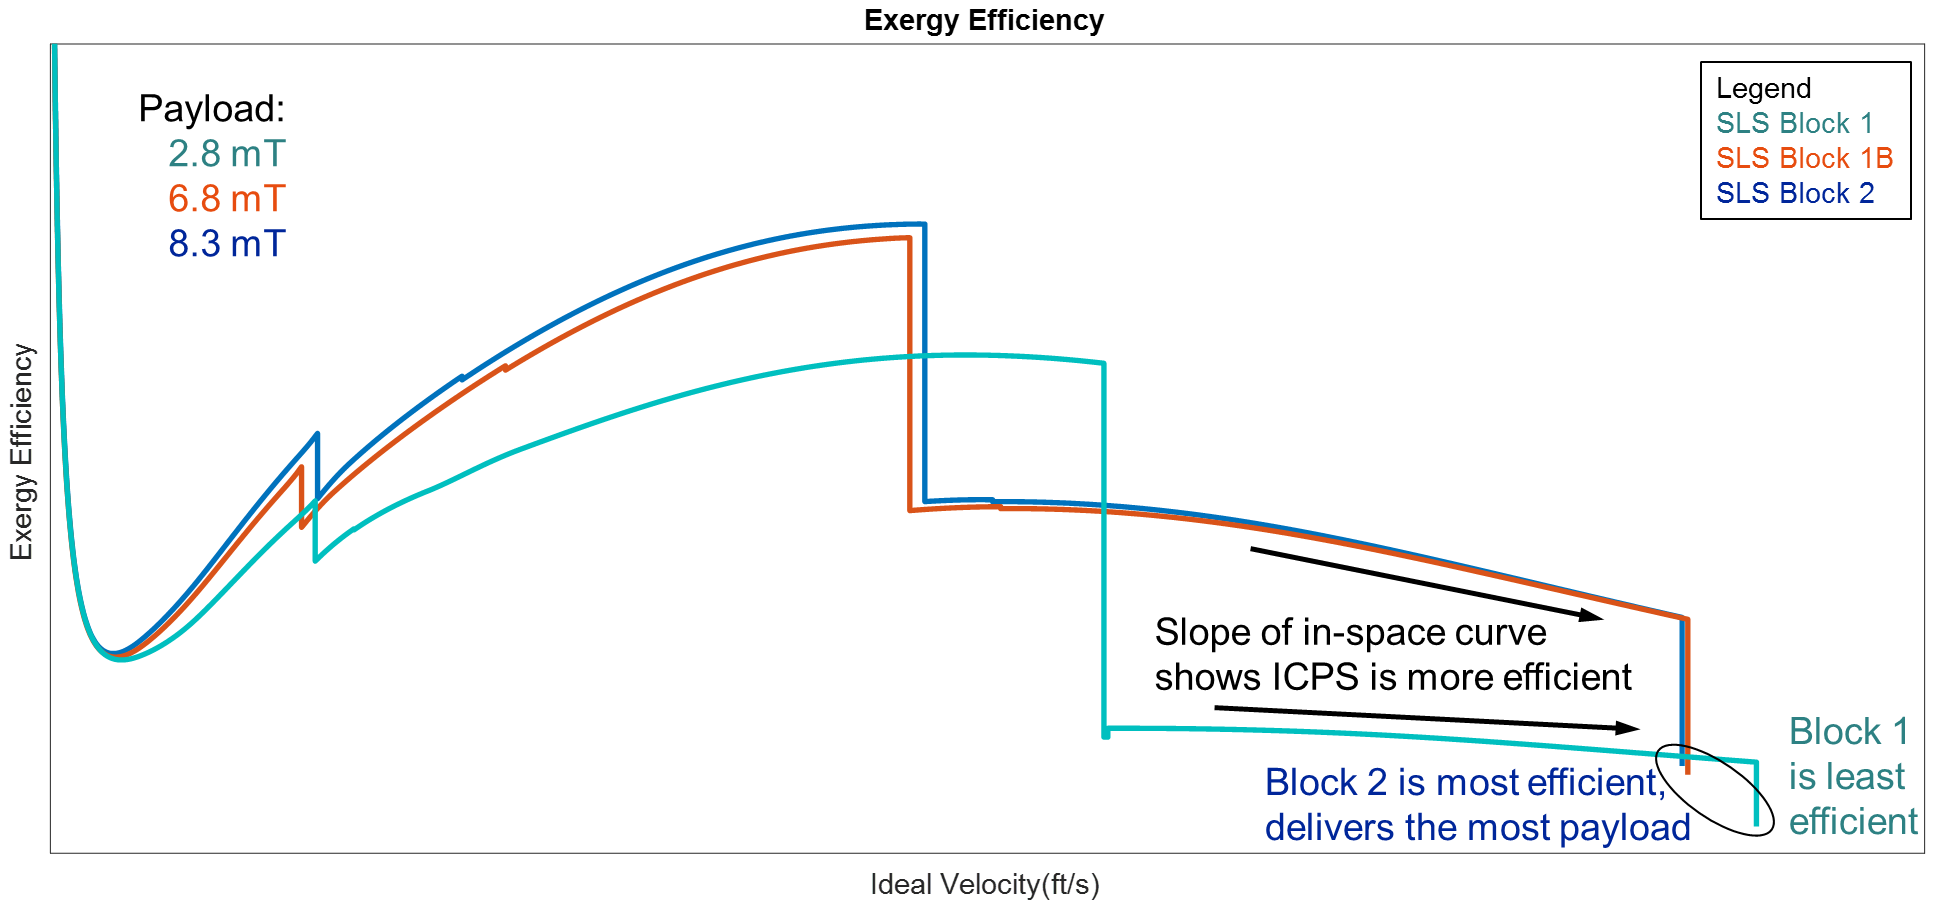 Exergy Efficiency
Payload:
2.8 mT
6.8 mT
8.3 mT
Legend
SLS Block 1
SLS Block 1B
SLS Block 2
Exergy Efficiency
Slope of in-space curve
shows ICPS is more efficient
Block 2 is most efficient,
delivers the most payload
Block 1
is least
efficient
Ideal Velocity(ft/s)